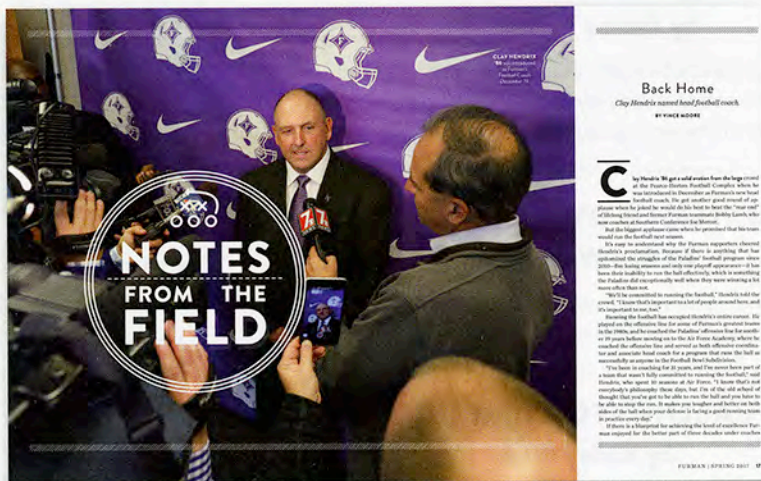 CLAY HENDRIX
NOTES
FROM THE
FIELD
Back Home
Clay Hendrix named head football coach.
BY VINCE MOORE
Clay Hendrix '86 got a solid ovation from the large crowd
at the Pearce-Horton Football Complex when he
was introduced in December as Furman's new head
football coach. He got another good round of ap-
plause when he joked he would do his best to beat the
of lifelong friend and former Furman teammate Bobby Lamb, who
now coaches at Southern Conference foe Mercer.
But the biggest applause came when he promised that his team
would run the football next season.
It's easy to understand why the Furman supporters cheered
Hendrix's proclamation. Because if there is anything that has
epitomized the struggles of the Paladins' football program since
losing seasons and only one playoff appearance—it has
been their inability to run the ball effectively, which is something
the Paladins did exceptionally well when they were winning a lot
more often than not.
"We'll be committed to running the football," Hendrix told the
crowd. "I know that's important to a lot of people around here, and
it's important to me, too."
Running the football has occupied Hendrix's entire career. He
played on the offensive line for some of Furman's greatest teams
in the 1980s, and he coached the Paladins' offensive line for anoth-
er 19 years before moving on to the Air Force Academy, where he
coached the offensive line and served as both offensive coordina-
tor and associate head coach for a program that runs the ball as
successfully as anyone in the Football Bowl Subdivision.
"I've been in coaching for 31 years, and I've never been part of
a team that wasn't fully committed to running the football," said
Hendrix, who spent 10 seasons at Air Force. "I know that's not
everybody's philosophy these days, but I'm of the old school of
thought that you've got to be able to run the ball and you have to
be able to stop the run. It makes you tougher and better on both
sides of the ball when your defense is facing a good running team
in practice every day."
If there is a blueprint for achieving the level of excellence Fur-
man enjoyed for the better part of three decades under coaches
FURMAN | SPRING 2017 17